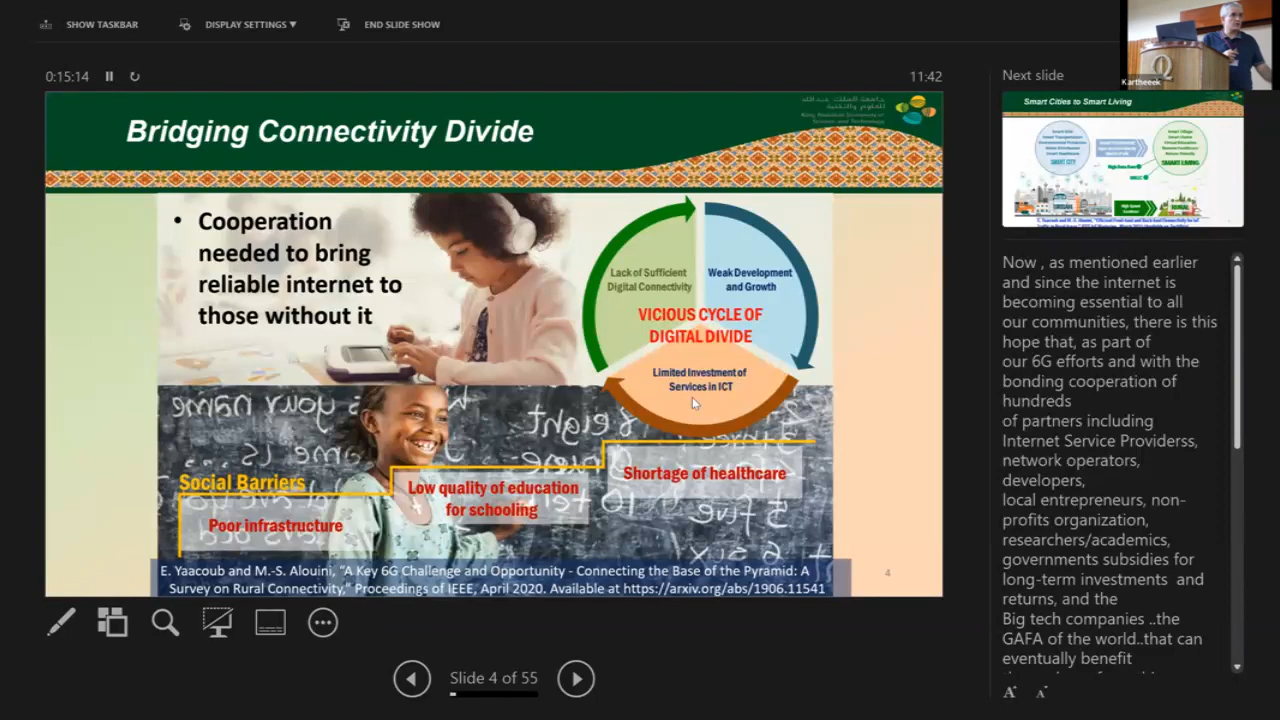 SHOW TASKBAR
DISPLAY SETTINGS ▼
END SLIDE SHOW
0:15:14
11:42
Bridging Connectivity Divide
• Cooperation
needed to bring
reliable internet to
those without it
Lack of Sufficient
Digital Connectivity
Weak Development
and Growth
VICIOUS CYCLE OF
DIGITAL DIVIDE
Limited Investment of
Services in ICT
Social Barriers
Poor infrastructure
Low quality of education
for schooling
Shortage of healthcare
E. Yaacoub and M.-S. Alouini, “A Key 6G Challenge and Opportunity - Connecting the Base of the Pyramid: A
Survey on Rural Connectivity,” Proceedings of IEEE, April 2020. Available at https://arxiv.org/abs/1906.11541
4
Slide 4 of 55
Kartheeek
Q
Next slide
Smart Cities to Smart Living
SMART CITY
SMART LIVING
URBAN
RURAL
Now , as mentioned earlier
and since the internet is
becoming essential to all
our communities, there is this
hope that, as part of
our 6G efforts and with the
bonding cooperation of
hundreds
of partners including
Internet Service Providerss,
network operators,
developers,
local entrepreneurs, non-
profits organization,
researchers/academics,
governments subsidies for
long-term investments and
returns, and the
Big tech companies ..the
GAFA of the world..that can
eventually benefit